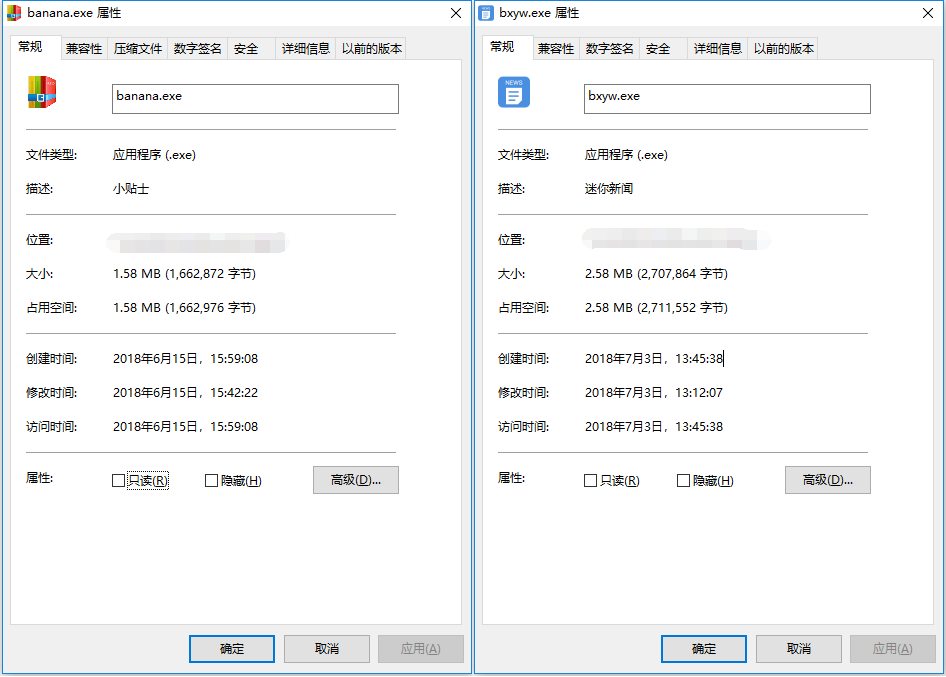 banana.exe 属性
常规 兼容性 压缩文件 数字签名 安全 详细信息 以前的版本
banana.exe
文件类型: 应用程序 (.exe)
描述: 小贴士
位置:
大小: 1.58 MB (1,662,872 字节)
占用空间: 1.58 MB (1,662,976 字节)
创建时间: 2018年6月15日，15:59:08
修改时间: 2018年6月15日，15:42:22
访问时间: 2018年6月15日，15:59:08
属性: 只读(R) 隐藏(H) 高级(D)...
确定 取消 应用(A)
bxyw.exe 属性
常规 兼容性 数字签名 安全 详细信息 以前的版本
NEWS
bxyw.exe
文件类型: 应用程序 (.exe)
描述: 迷你新闻
位置:
大小: 2.58 MB (2,707,864 字节)
占用空间: 2.58 MB (2,711,552 字节)
创建时间: 2018年7月3日，13:45:38
修改时间: 2018年7月3日，13:12:07
访问时间: 2018年7月3日，13:45:38
属性: 只读(R) 隐藏(H) 高级(D)...
确定 取消 应用(A)